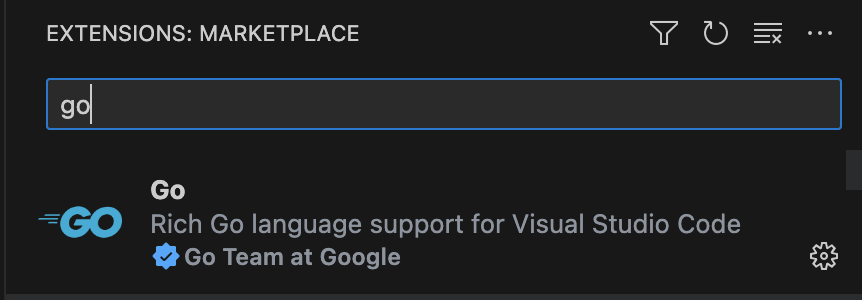 EXTENSIONS: MARKETPLACE
go
GO
Go
Rich Go language support for Visual Studio Code
Go Team at Google